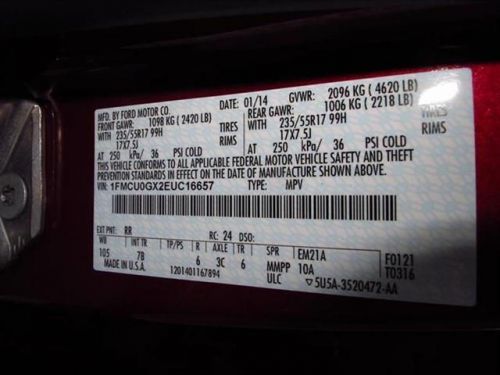 MFD. BY FORD MOTOR CO.
01/14 GVWR: 2096 KG (4620 LB)
FRONT GAWR: 1098 KG (2420 LB) REAR GAWR: 1006 KG (2218 LB)
WITH 235/55R17 99H TIRES WITH 235/55R17 99H TIRES
17X7.5J RIMS 17X7.5J RIMS
AT 250 kPa/ 36 PSI COLD AT 250 kPa/ 36 PSI COLD
THIS VEHICLE CONFORMS TO ALL APPLICABLE FEDERAL MOTOR VEHICLE SAFETY AND THEFT
PREVENTION STANDARDS IN EFFECT ON THE DATE OF MANUFACTURE SHOWN ABOVE.
VIN: 1FMCU0GX2EUC16657 TYPE: MPV
EXT PNT: RR RC: 24 DSO:
WB INT TR TP/PS R AXLE TR SPR EM21A F0121
105 7B 6 3C 6 MMPP 10A T0316
MADE IN U.S.A. 1201401167894 ULC 5U5A-3520472-AA